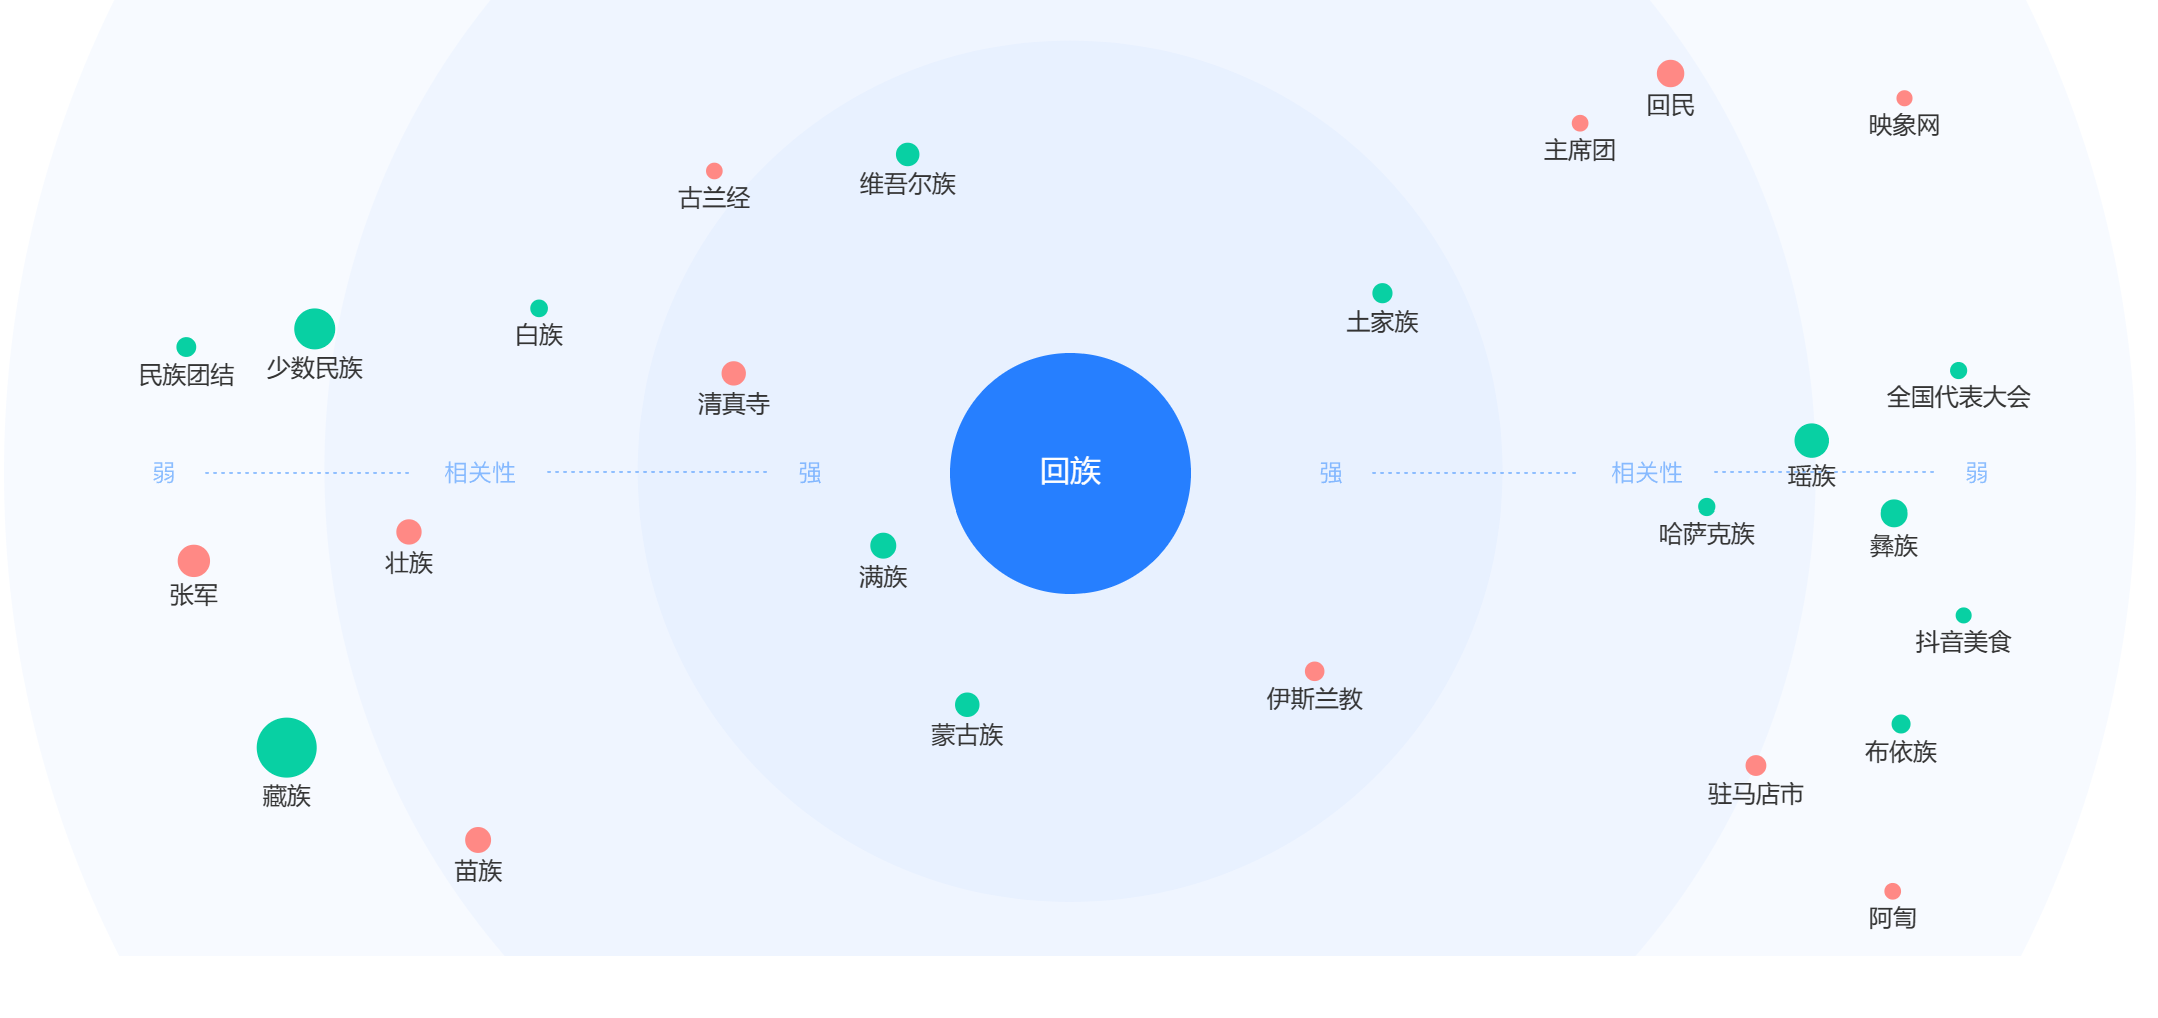 回民
映象网
主席团
古兰经
维吾尔族
土家族
白族
民族团结
少数民族
清真寺
全国代表大会
弱
相关性
强
回族
强
相关性
瑶族
弱
哈萨克族
彝族
壮族
满族
张军
抖音美食
伊斯兰教
蒙古族
布依族
藏族
驻马店市
苗族
阿訇